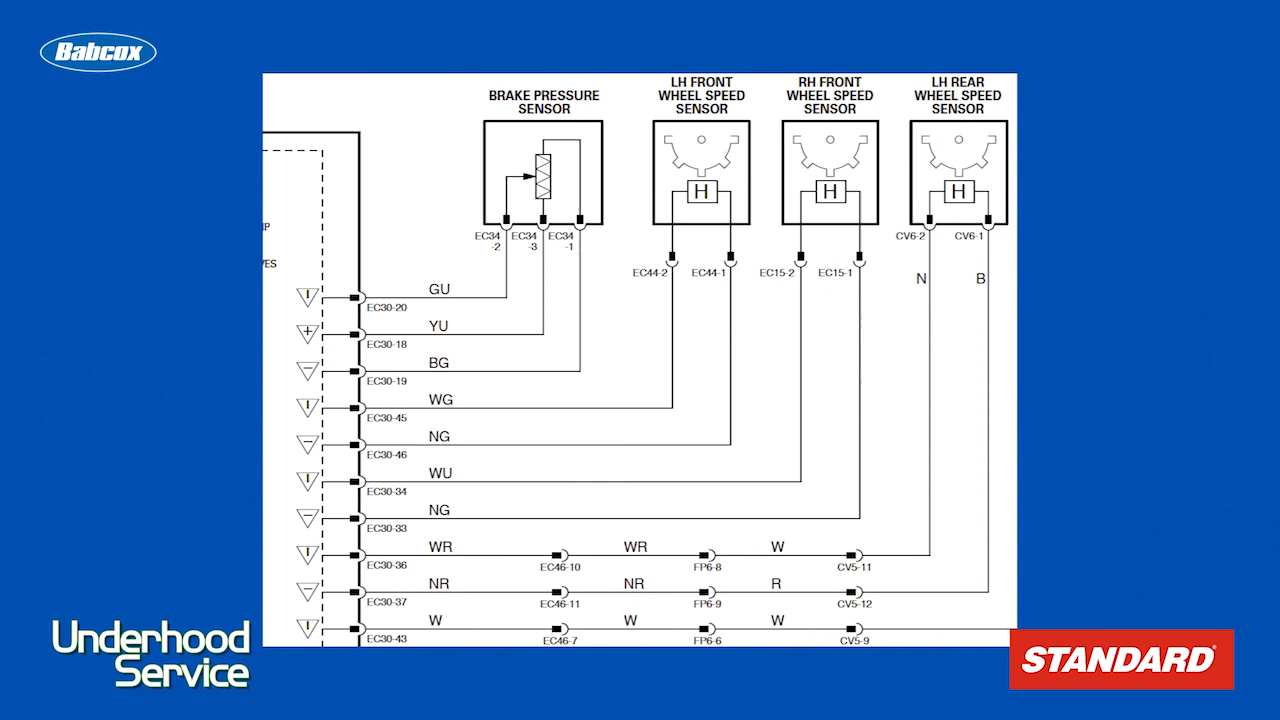 Babcox
BRAKE PRESSURE
SENSOR
LH FRONT
WHEEL SPEED
SENSOR
RH FRONT
WHEEL SPEED
SENSOR
LH REAR
WHEEL SPEED
SENSOR
H
H
H
EC34
-2
EC34
-3
EC34
-1
CV6-2
CV6-1
EC44-2
EC44-1
EC15-2
EC15-1
N
B
IP
VES
GU
EC30-20
YU
EC30-18
BG
EC30-19
WG
EC30-45
NG
EC30-46
WU
EC30-34
NG
EC30-33
WR
WR
W
EC30-36
EC46-10
FP6-8
CV5-11
NR
NR
R
EC30-37
EC46-11
FP6-9
CV5-12
W
W
W
EC30-43
EC46-7
FP6-6
CV5-9
Underhood
Service
STANDARD®